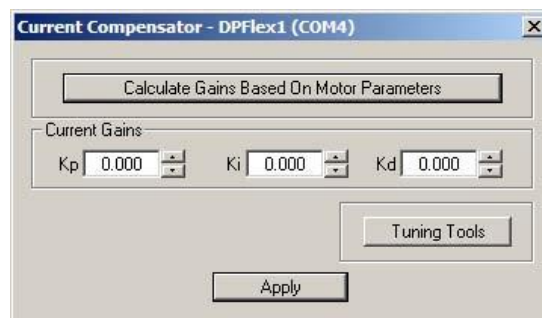 Current Compensator - DPFlex1 (COM4)
Calculate Gains Based On Motor Parameters
Current Gains
Kp 0.000 Ki 0.000 Kd 0.000
Tuning Tools
Apply